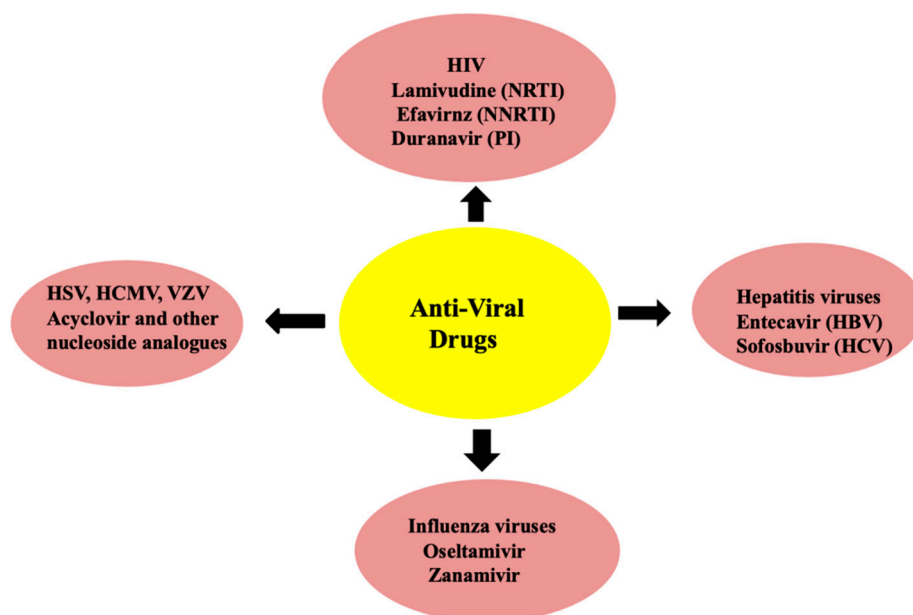 HIV
Lamivudine (NRTI)
Efavirnz (NNRTI)
Duranavir (PI)
HSV, HCMV, VZV
Acyclovir and other
nucleoside analogues
Anti-Viral
Drugs
Hepatitis viruses
Entecavir (HBV)
Sofosbuvir (HCV)
Influenza viruses
Oseltamivir
Zanamivir